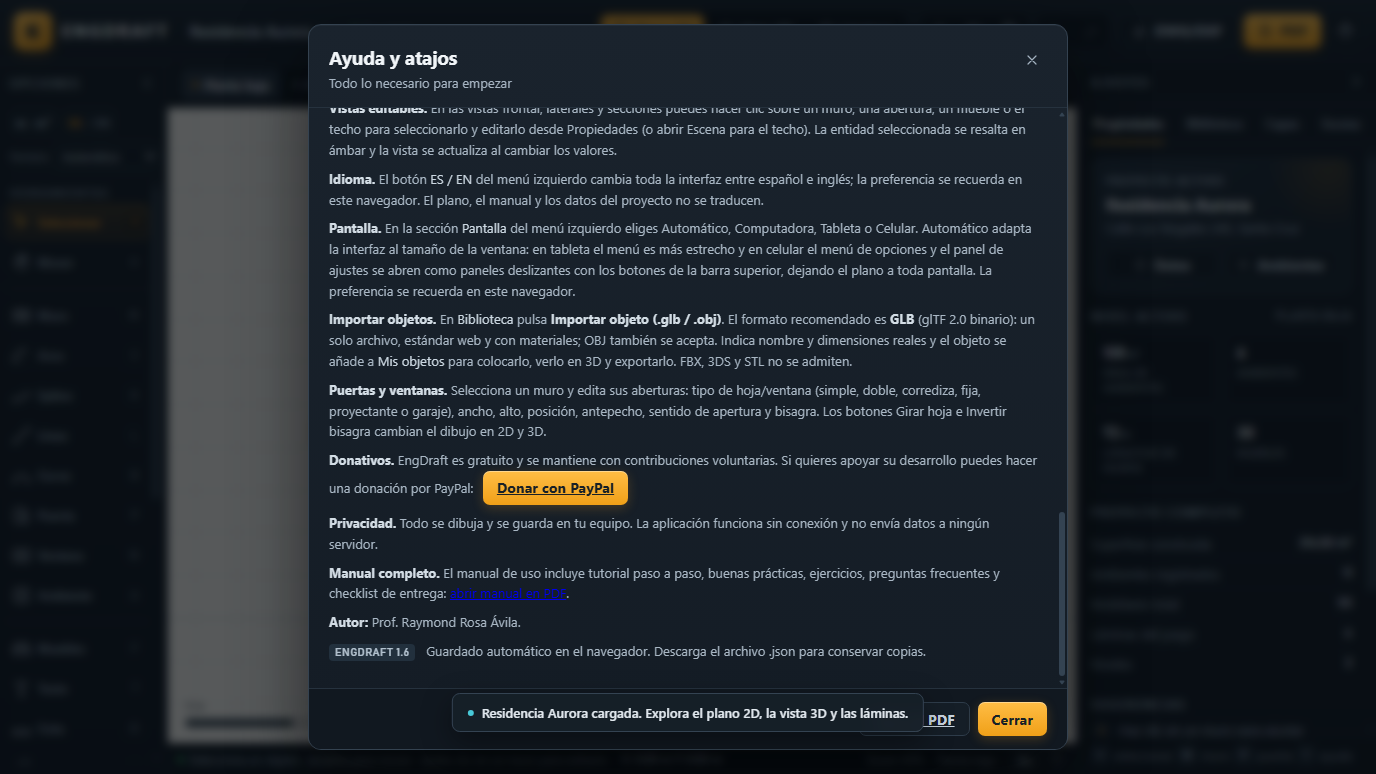 ENGDRAFT
Residencia Aurora
Ayuda y atajos
Todo lo necesario para empezar
Vistas editables. En las vistas frontal, laterales y secciones puedes hacer clic sobre un muro, una abertura, un mueble o el
techo para seleccionarlo y editarlo desde Propiedades (o abrir Escena para el techo). La entidad seleccionada se resalta en
ámbar y la vista se actualiza al cambiar los valores.
Idioma. El botón ES / EN del menú izquierdo cambia toda la interfaz entre español e inglés; la preferencia se recuerda en
este navegador. El plano, el manual y los datos del proyecto no se traducen.
Pantalla. En la sección Pantalla del menú izquierdo eliges Automático, Computadora, Tableta o Celular. Automático adapta
la interfaz al tamaño de la ventana: en tableta el menú es más estrecho y en celular el menú de opciones y el panel de
ajustes se abren como paneles deslizantes con los botones de la barra superior, dejando el plano a toda pantalla. La
preferencia se recuerda en este navegador.
Importar objetos. En Biblioteca pulsa Importar objeto (.glb / .obj). El formato recomendado es GLB (glTF 2.0 binario): un
solo archivo, estándar web y con materiales; OBJ también se acepta. Indica nombre y dimensiones reales y el objeto se
añade a Mis objetos para colocarlo, verlo en 3D y exportarlo. FBX, 3DS y STL no se admiten.
Puertas y ventanas. Selecciona un muro y edita sus aberturas: tipo de hoja/ventana (simple, doble, corrediza, fija,
proyectante o garaje), ancho, alto, posición, antepecho, sentido de apertura y bisagra. Los botones Girar hoja e Invertir
bisagra cambian el dibujo en 2D y 3D.
Donativos. EngDraft es gratuito y se mantiene con contribuciones voluntarias. Si quieres apoyar su desarrollo puedes hacer
una donación por PayPal: Donar con PayPal
Privacidad. Todo se dibuja y se guarda en tu equipo. La aplicación funciona sin conexión y no envía datos a ningún
servidor.
Manual completo. El manual de uso incluye tutorial paso a paso, buenas prácticas, ejercicios, preguntas frecuentes y
checklist de entrega: abrir manual en PDF.
Autor: Prof. Raymond Rosa Ávila.
ENGDRAFT 1.6 Guardado automático en el navegador. Descarga el archivo .json para conservar copias.
Residencia Aurora cargada. Explora el plano 2D, la vista 3D y las láminas.
PDF
Cerrar
Propiedades
Residencia Aurora